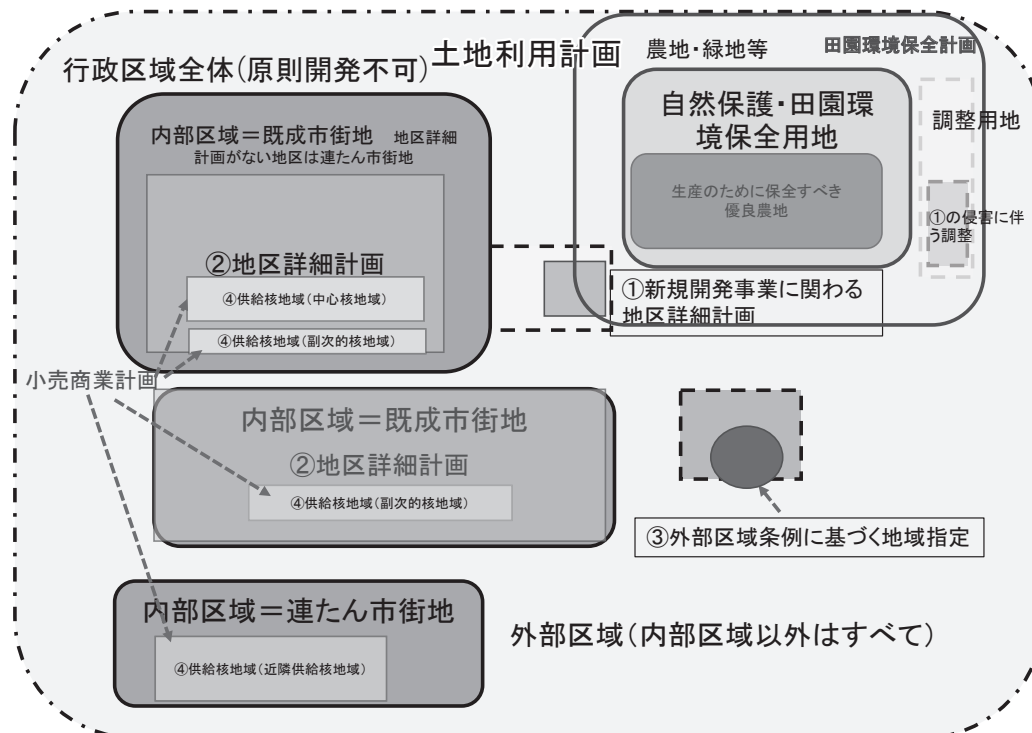 土地利用計画
農地・緑地等
田園環境保全計画
行政区域全体(原則開発不可)
自然保護・田園環
境保全用地
調整用地
内部区域=既成市街地 地区詳細
計画がない地区は連たん市街地
生産のために保全すべき
優良農地
①の侵害に伴
う調整
②地区詳細計画
④供給核地域(中心核地域)
④供給核地域(副次的核地域)
①新規開発事業に関わる
地区詳細計画
小売商業計画
内部区域=既成市街地
②地区詳細計画
④供給核地域(副次的核地域)
③外部区域条例に基づく地域指定
内部区域=連たん市街地
④供給核地域(近隣供給核地域)
外部区域(内部区域以外はすべて)